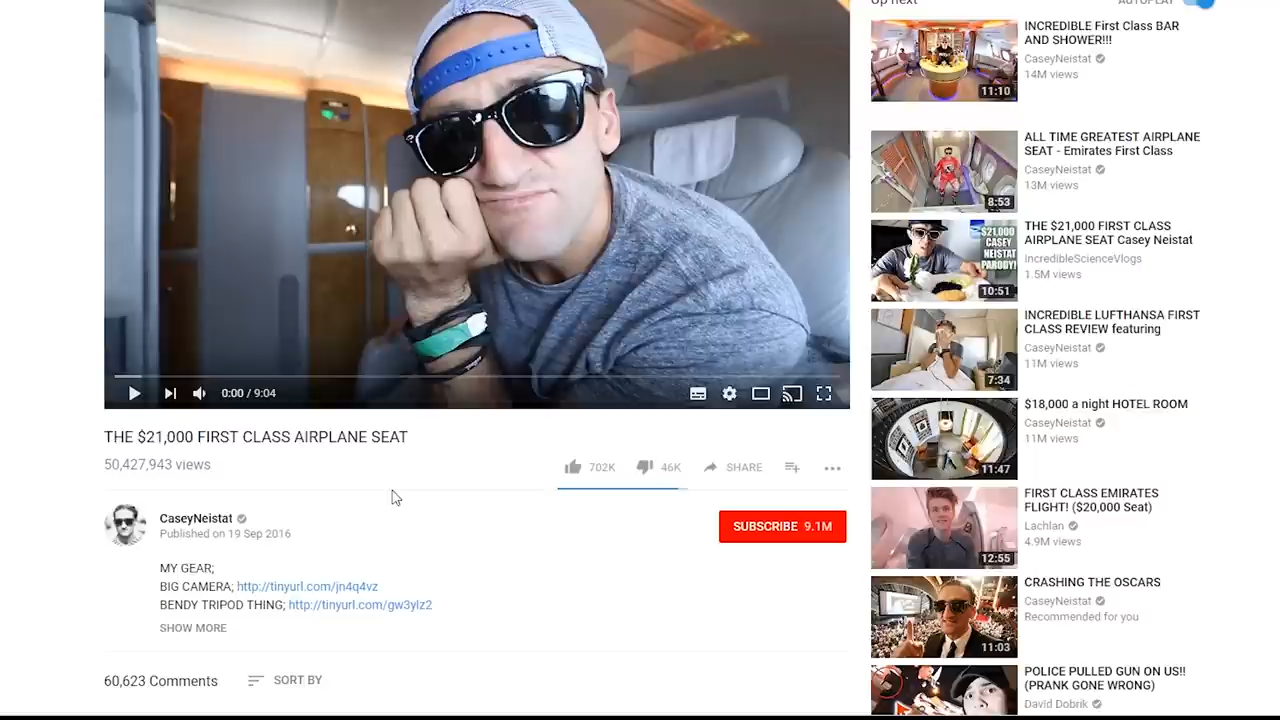 Up next
AUTOPLAY
0:00 / 9:04
THE $21,000 FIRST CLASS AIRPLANE SEAT
50,427,943 views
702K
46K
SHARE
CaseyNeistat
Published on 19 Sep 2016
SUBSCRIBE 9.1M
MY GEAR;
BIG CAMERA; http://tinyurl.com/jn4q4vz
BENDY TRIPOD THING; http://tinyurl.com/gw3ylz2
SHOW MORE
60,623 Comments
SORT BY
11:10
INCREDIBLE First Class BAR
AND SHOWER!!!
CaseyNeistat
14M views
8:53
ALL TIME GREATEST AIRPLANE
SEAT - Emirates First Class
CaseyNeistat
13M views
$21,000
CASEY
NEISTAT
PARODY!
10:51
THE $21,000 FIRST CLASS
AIRPLANE SEAT Casey Neistat
IncredibleScienceVlogs
1.5M views
7:34
INCREDIBLE LUFTHANSA FIRST
CLASS REVIEW featuring
CaseyNeistat
11M views
11:47
$18,000 a night HOTEL ROOM
CaseyNeistat
11M views
12:55
FIRST CLASS EMIRATES
FLIGHT! ($20,000 Seat)
Lachlan
4.9M views
11:03
CRASHING THE OSCARS
CaseyNeistat
Recommended for you
POLICE PULLED GUN ON US!!
(PRANK GONE WRONG)
David Dobrik